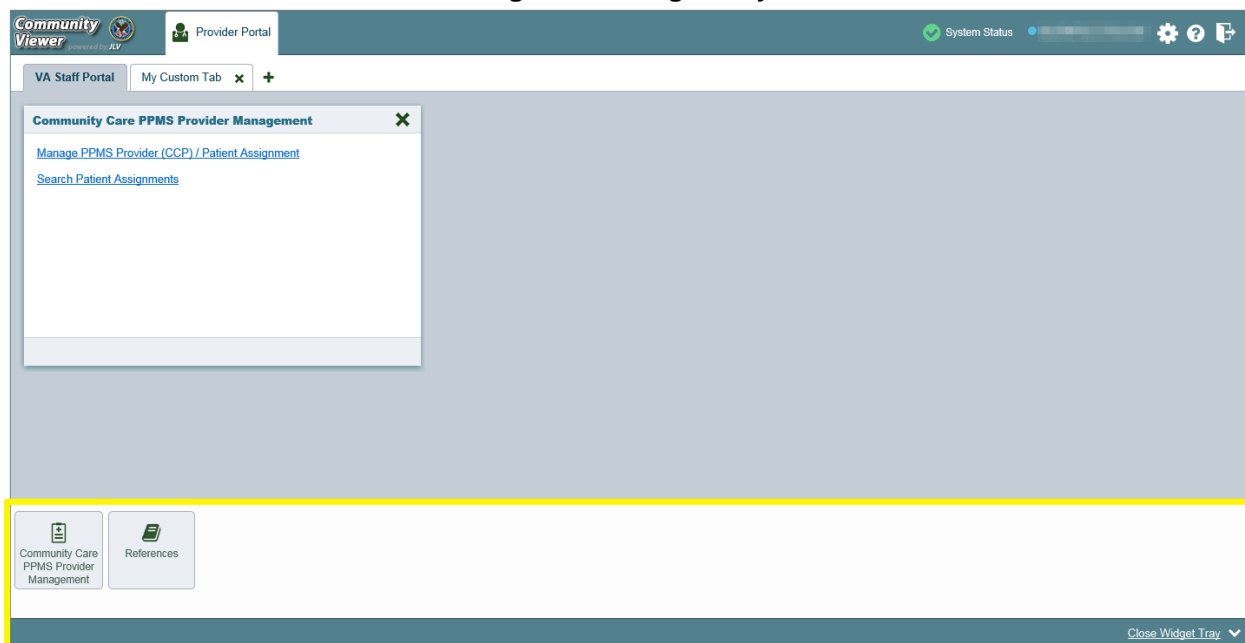 Community
Viewer powered by JLV
Provider Portal
System Status
VA Staff Portal
My Custom Tab
Community Care PPMS Provider Management
Manage PPMS Provider (CCP) / Patient Assignment
Search Patient Assignments
Community Care
PPMS Provider
Management
References
Close Widget Tray